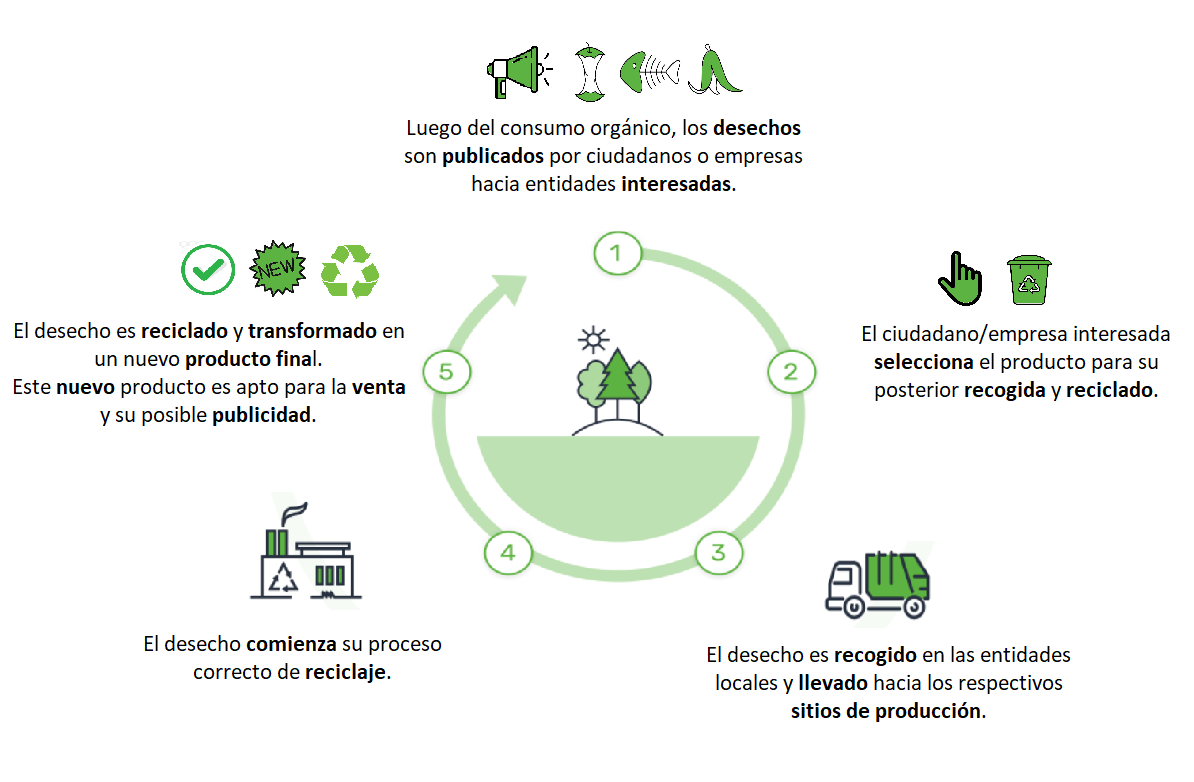 Luego del consumo orgánico, los desechos
son publicados por ciudadanos o empresas
hacia entidades interesadas.
1
El ciudadano/empresa interesada
selecciona el producto para su
posterior recogida y reciclado.
2
El desecho es recogido en las entidades
locales y llevado hacia los respectivos
sitios de producción.
3
El desecho comienza su proceso
correcto de reciclaje.
4
NEW
El desecho es reciclado y transformado en
un nuevo producto final.
Este nuevo producto es apto para la venta
y su posible publicidad.
5